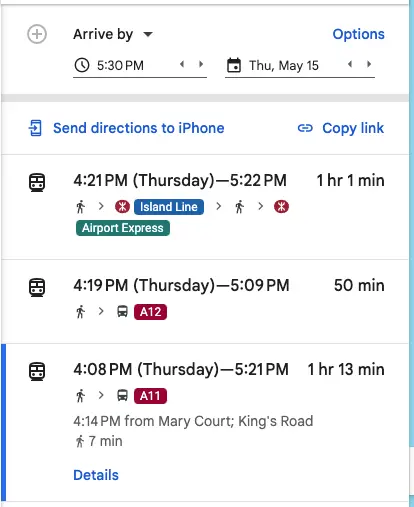 Arrive by
Options
5:30 PM
Thu, May 15
Send directions to iPhone
Copy link
4:21 PM (Thursday)—5:22 PM 1 hr 1 min
Island Line
Airport Express
4:19 PM (Thursday)—5:09 PM 50 min
A12
4:08 PM (Thursday)—5:21 PM 1 hr 13 min
A11
4:14 PM from Mary Court; King's Road
7 min
Details